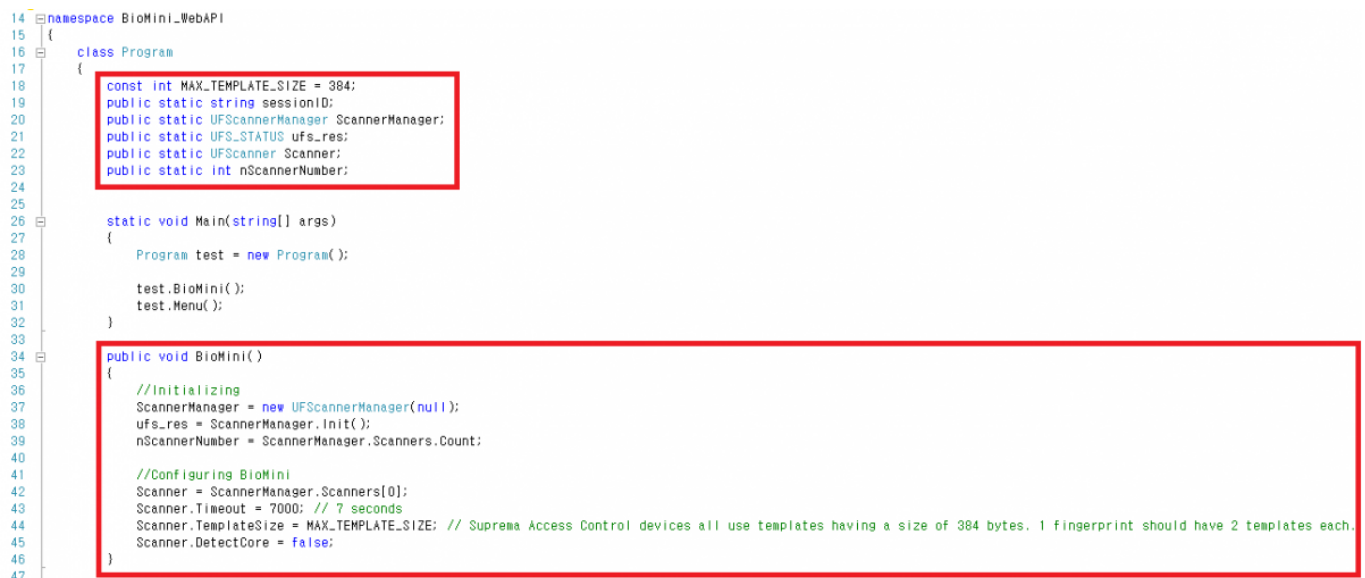 14 namespace BioMini_WebAPI
15 {
16 class Program
17 {
18 const int MAX_TEMPLATE_SIZE = 384;
19 public static string sessionID;
20 public static UFScannerManager ScannerManager;
21 public static UFS_STATUS ufs_res;
22 public static UFScanner Scanner;
23 public static int nScannerNumber;
24
25
26 static void Main(string[] args)
27 {
28 Program test = new Program();
29
30 test.BioMini();
31 test.Menu();
32 }
33
34 public void BioMini()
35 {
36 //Initializing
37 ScannerManager = new UFScannerManager(null);
38 ufs_res = ScannerManager.Init();
39 nScannerNumber = ScannerManager.Scanners.Count;
40
41 //Configuring BioMini
42 Scanner = ScannerManager.Scanners[0];
43 Scanner.Timeout = 7000; // 7 seconds
44 Scanner.TemplateSize = MAX_TEMPLATE_SIZE; // Suprema Access Control devices all use templates having a size of 384 bytes. 1 fingerprint should have 2 templates each.
45 Scanner.DetectCore = false;
46 }
47